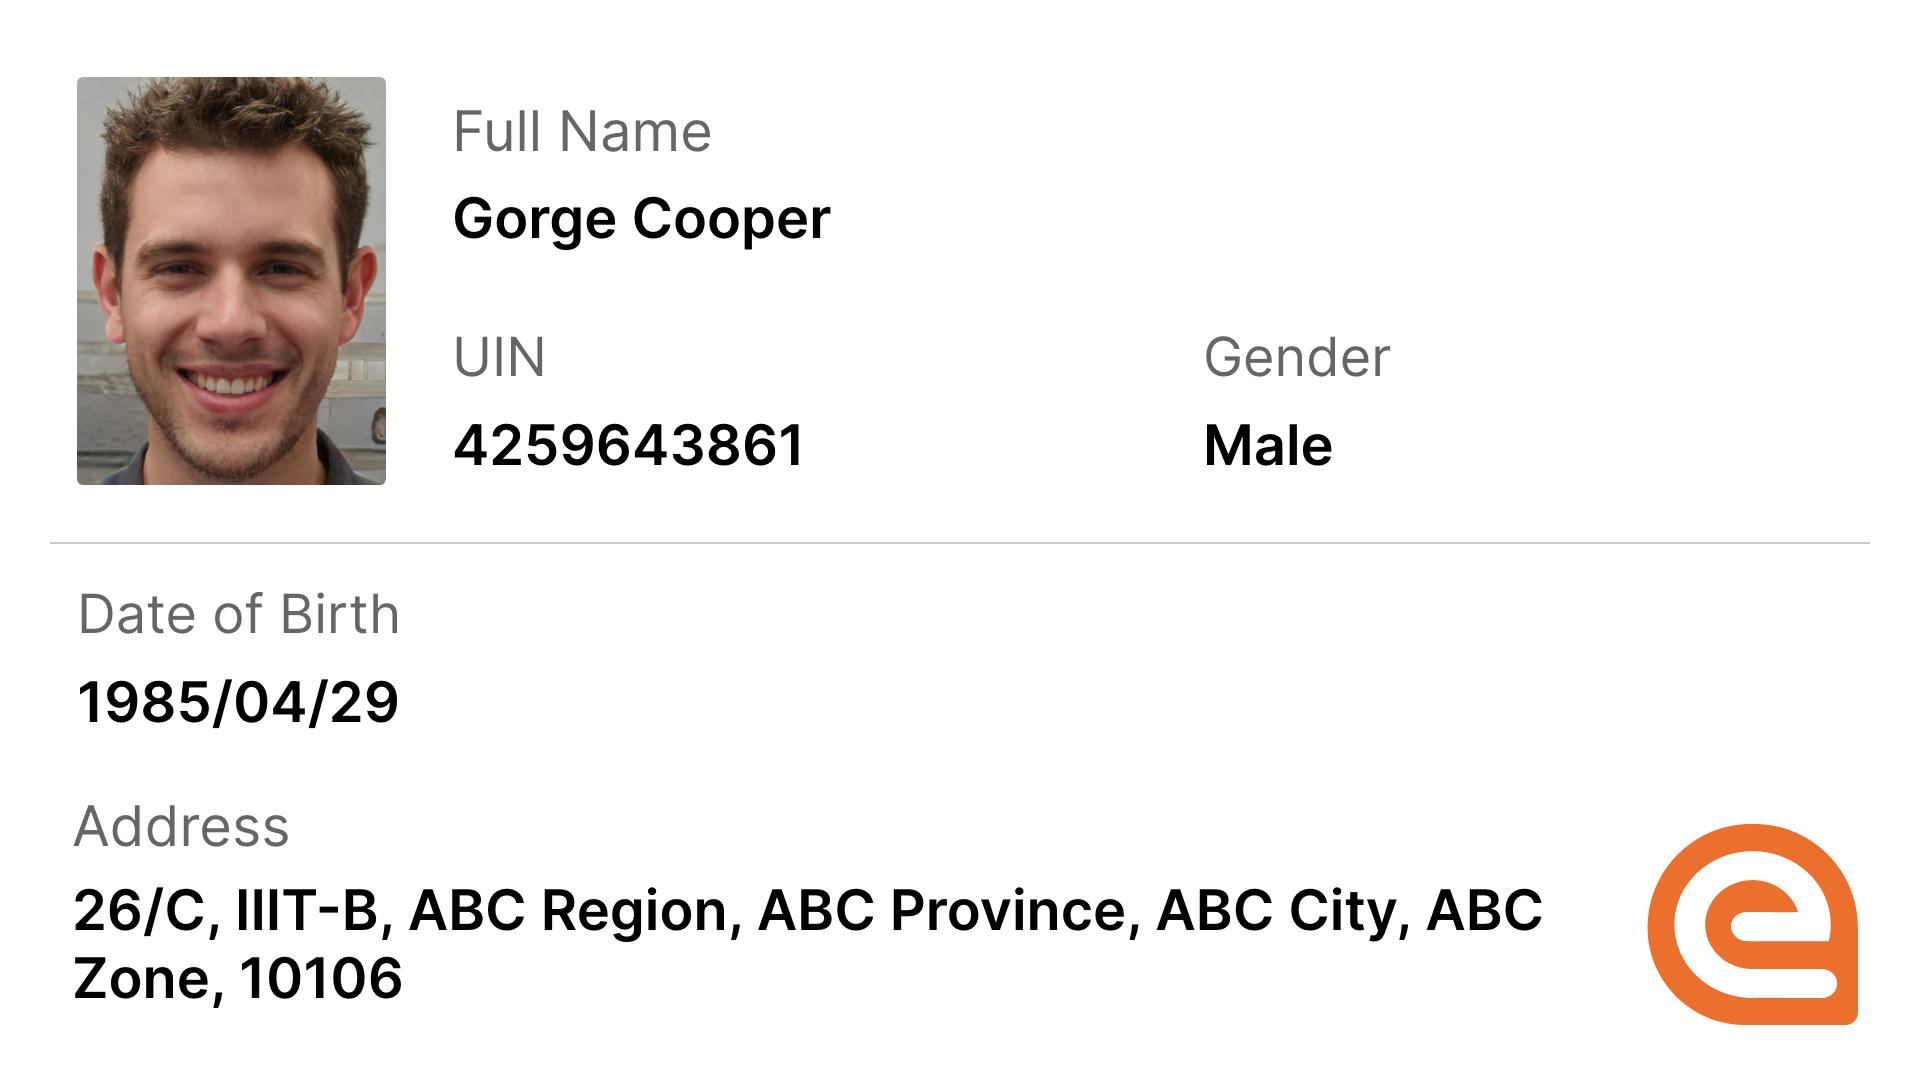 Full Name
Gorge Cooper
UIN
Gender
4259643861
Male
Date of Birth
1985/04/29
Address
26/C, IIIT-B, ABC Region, ABC Province, ABC City, ABC
Zone, 10106